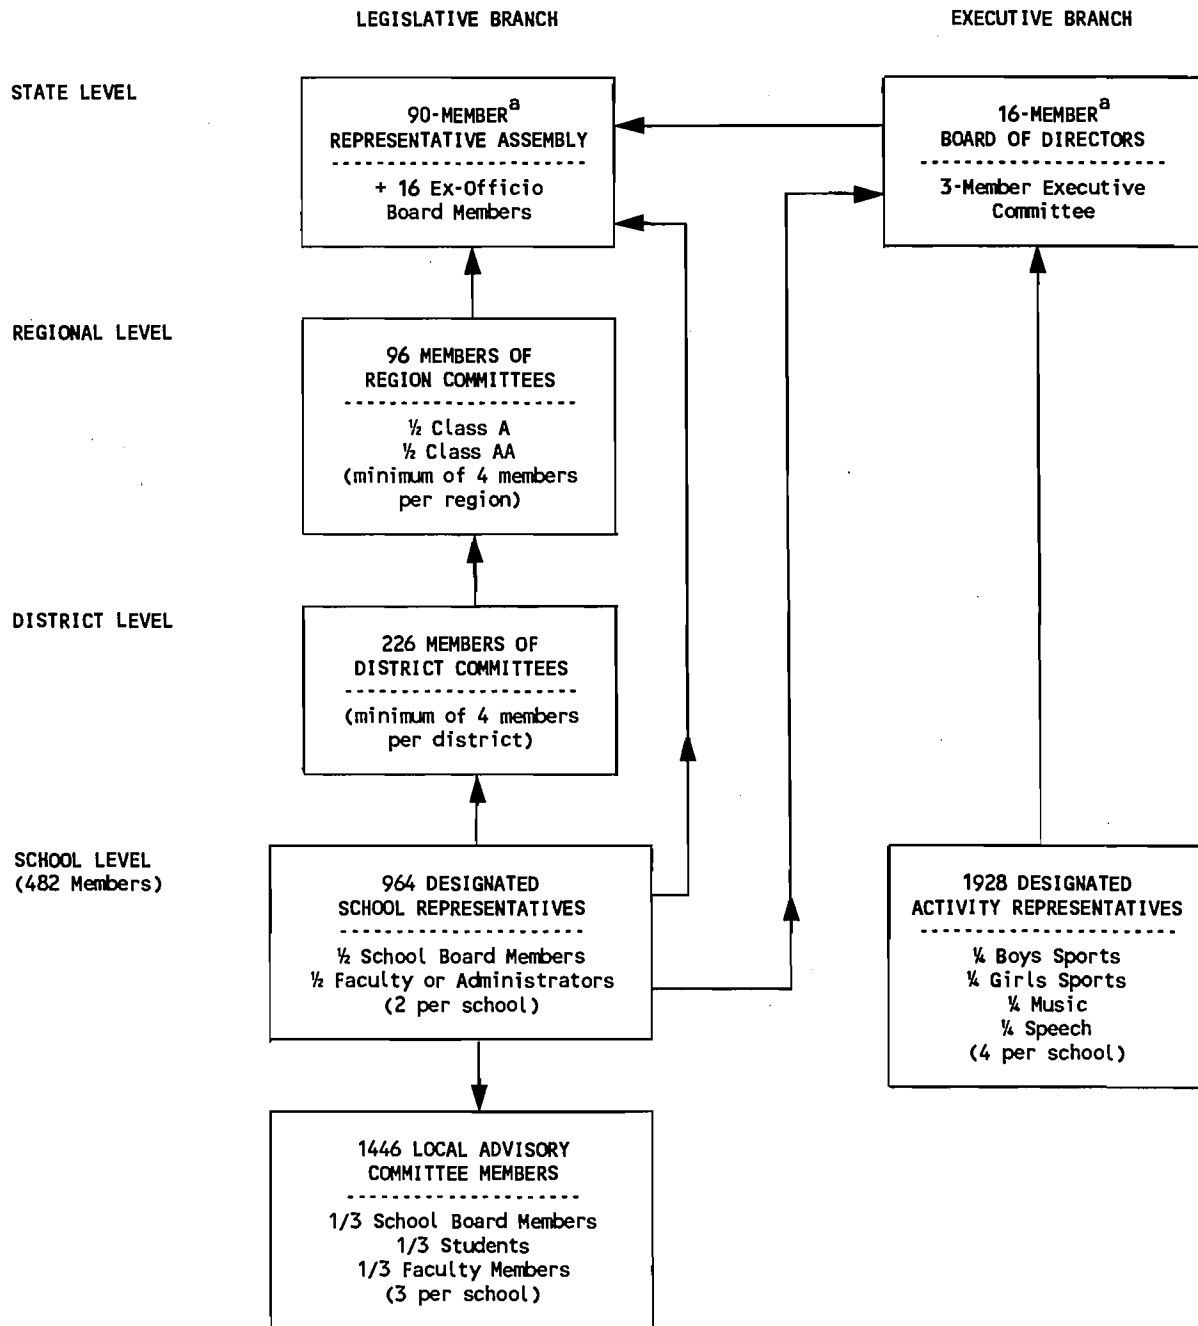 LEGISLATIVE BRANCH
EXECUTIVE BRANCH
STATE LEVEL
90-MEMBERᵃ
REPRESENTATIVE ASSEMBLY
+ 16 Ex-Officio
Board Members
16-MEMBERᵃ
BOARD OF DIRECTORS
3-Member Executive
Committee
REGIONAL LEVEL
96 MEMBERS OF
REGION COMMITTEES
½ Class A
½ Class AA
(minimum of 4 members
per region)
DISTRICT LEVEL
226 MEMBERS OF
DISTRICT COMMITTEES
(minimum of 4 members
per district)
SCHOOL LEVEL
(482 Members)
964 DESIGNATED
SCHOOL REPRESENTATIVES
½ School Board Members
½ Faculty or Administrators
(2 per school)
1928 DESIGNATED
ACTIVITY REPRESENTATIVES
¼ Boys Sports
¼ Girls Sports
¼ Music
¼ Speech
(4 per school)
1446 LOCAL ADVISORY
COMMITTEE MEMBERS
1/3 School Board Members
1/3 Students
1/3 Faculty Members
(3 per school)